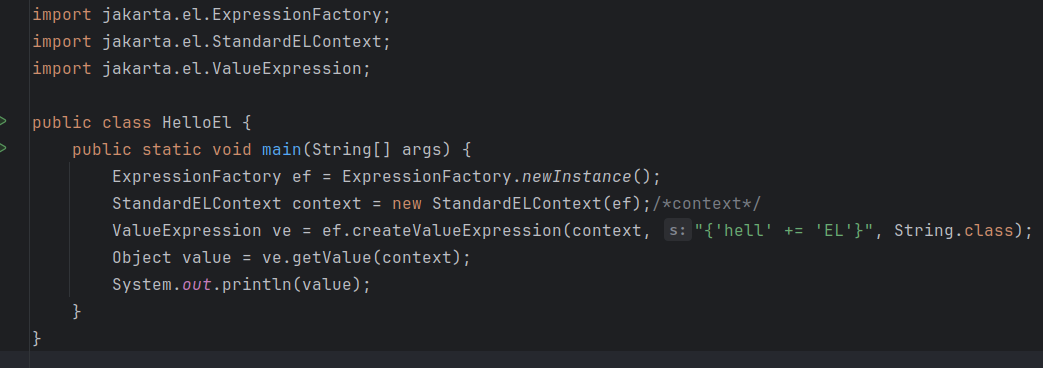 import jakarta.el.ExpressionFactory;
import jakarta.el.StandardELContext;
import jakarta.el.ValueExpression;
public class HelloEl {
public static void main(String[] args) {
ExpressionFactory ef = ExpressionFactory.newInstance();
StandardELContext context = new StandardELContext(ef);/*context*/
ValueExpression ve = ef.createValueExpression(context, s: "{'hell' += 'EL'}", String.class);
Object value = ve.getValue(context);
System.out.println(value);
}
}